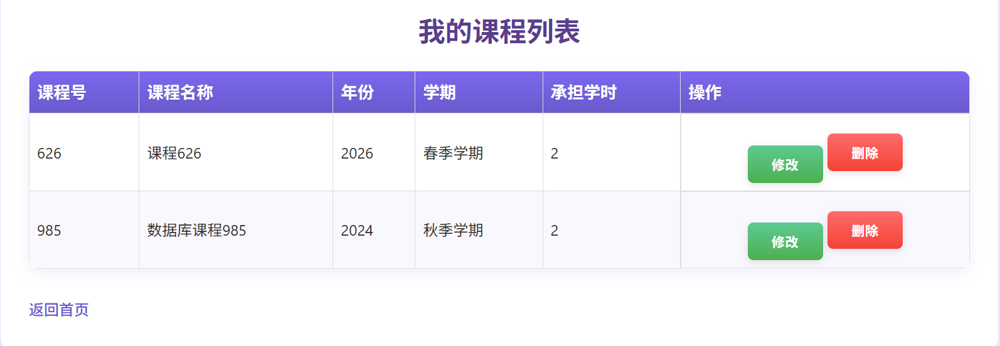 我的课程列表
课程号 课程名称 年份 学期 承担学时 操作
626 课程626 2026 春季学期 2 修改 删除
985 数据库课程985 2024 秋季学期 2 修改 删除
返回首页